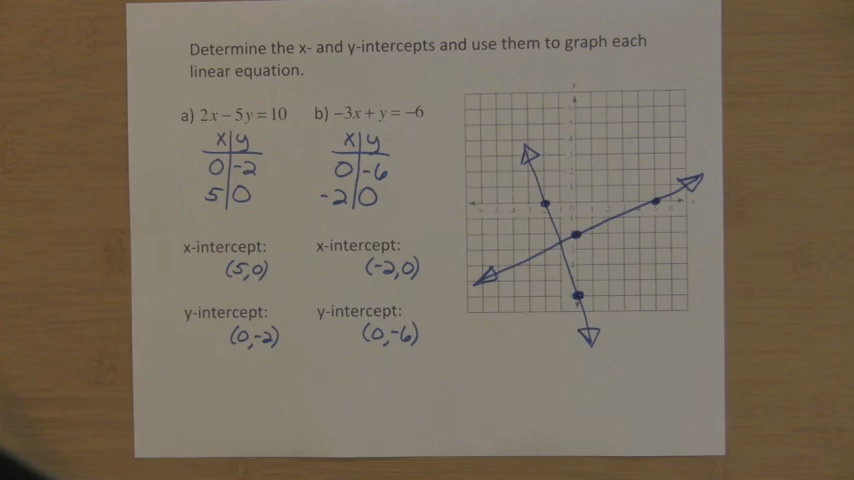 Determine the x- and y-intercepts and use them to graph each
linear equation.
a) 2x – 5y = 10 b) –3x + y = –6
x y x y
0 -2 0 -6
5 0 -2 0
x-intercept: x-intercept:
(5,0) (-2,0)
y-intercept: y-intercept:
(0,-2) (0,-6)